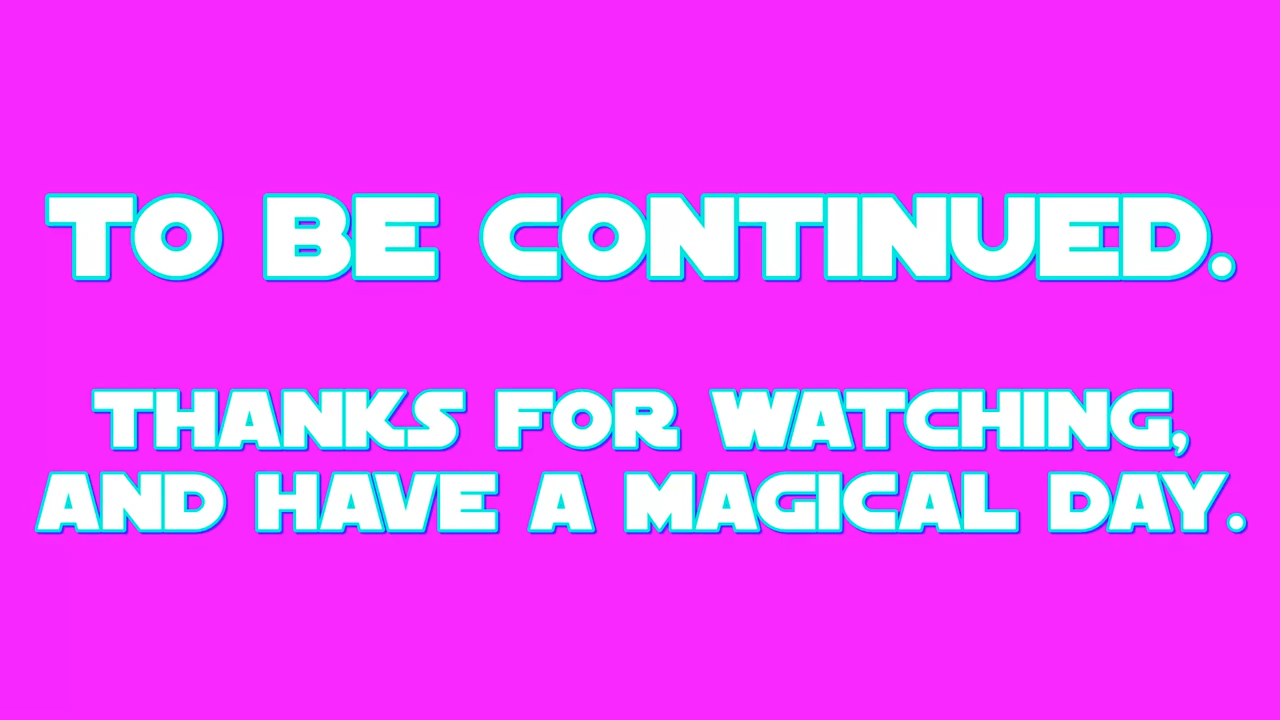 TO BE CONTINUED.
THANKS FOR WATCHING,
AND HAVE A MAGICAL DAY.